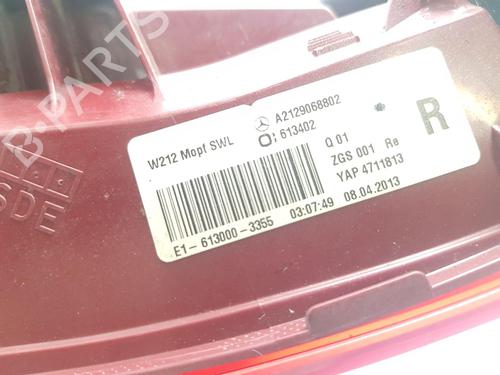 B-PARTS
W212 Mopf SWL
A2129068802
613402
Q 01
R
ZGS 001 Re
YAP 4711813
E1-613000-3355 03:07:49 08.04.2013
SDE